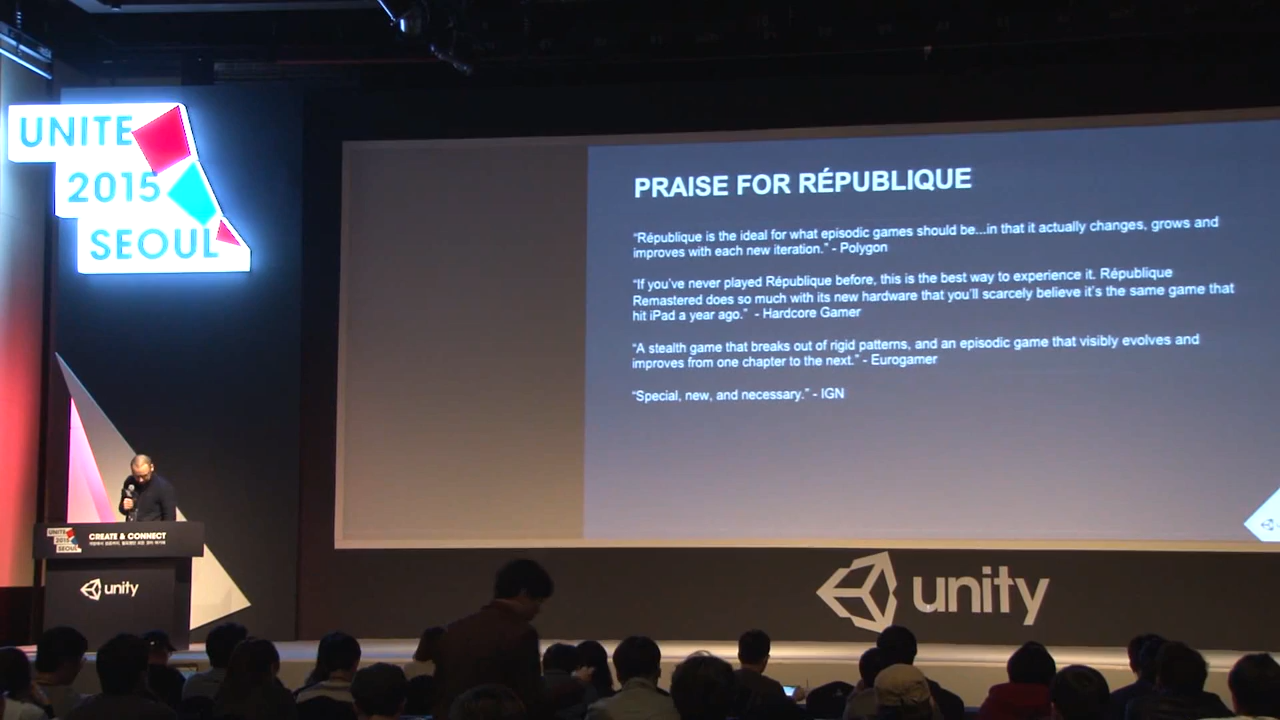 UNITE
2015
SEOUL
PRAISE FOR RÉPUBLIQUE
“République is the ideal for what episodic games should be...in that it actually changes, grows and
improves with each new iteration.” - Polygon
“If you’ve never played République before, this is the best way to experience it. République
Remastered does so much with its new hardware that you’ll scarcely believe it’s the same game that
hit iPad a year ago.”  - Hardcore Gamer
“A stealth game that breaks out of rigid patterns, and an episodic game that visibly evolves and
improves from one chapter to the next.” - Eurogamer
“Special, new, and necessary.” - IGN
UNITE
2015
SEOUL
CREATE & CONNECT
unity
unity